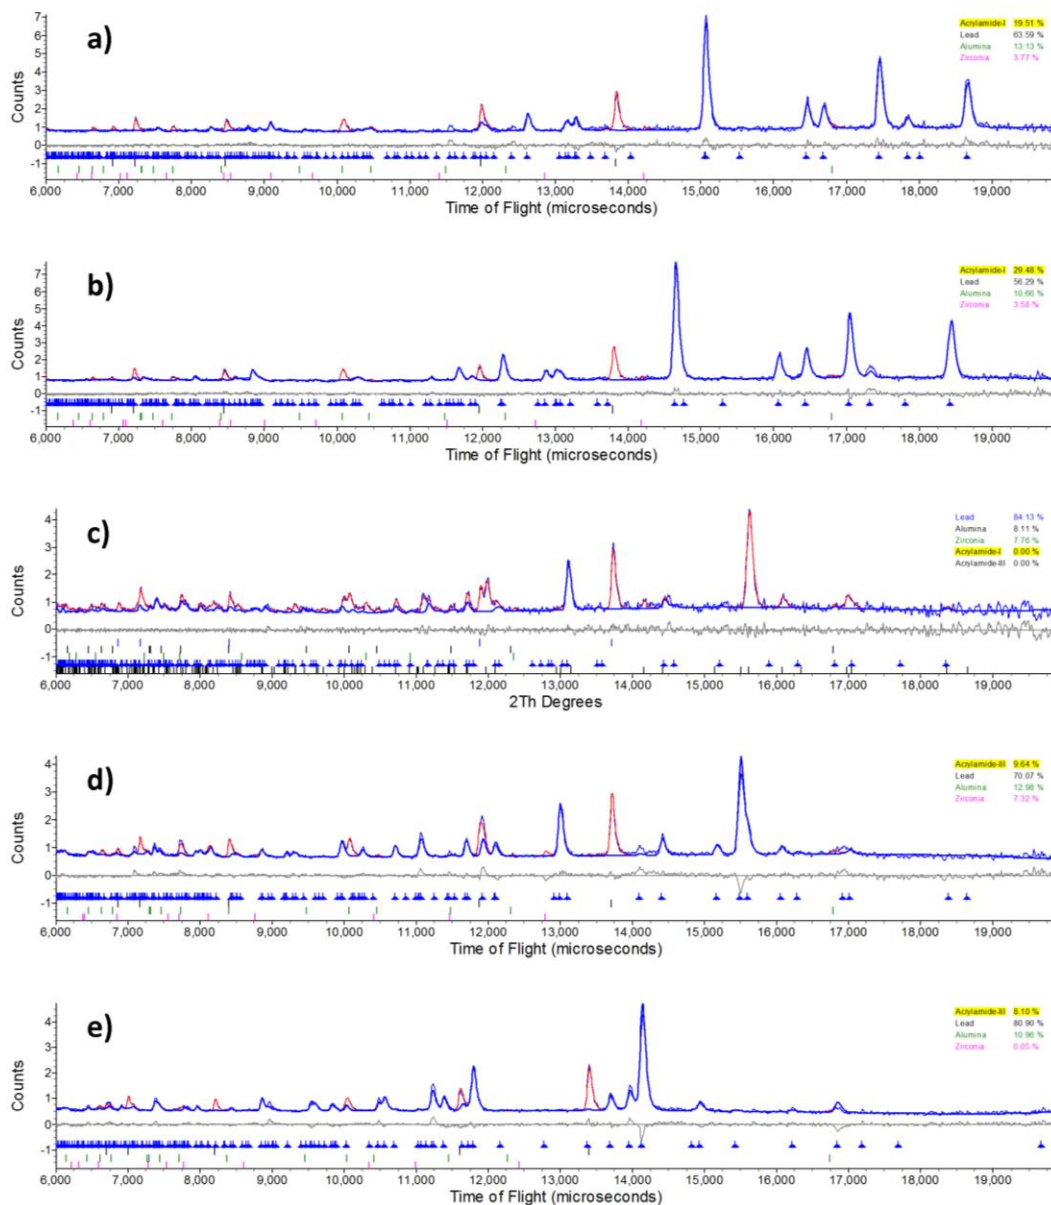 a)
Counts
7
6
5
4
3
2
1
0
-1
Acrylamide-I 19.51 %
Lead 63.59 %
Alumina 13.13 %
Zirconia 3.77 %
6,000 7,000 8,000 9,000 10,000 11,000 12,000 13,000 14,000 15,000 16,000 17,000 18,000 19,000
Time of Flight (microseconds)
b)
Counts
7
6
5
4
3
2
1
0
-1
Acrylamide-I 29.48 %
Lead 56.29 %
Alumina 10.66 %
Zirconia 3.58 %
6,000 7,000 8,000 9,000 10,000 11,000 12,000 13,000 14,000 15,000 16,000 17,000 18,000 19,000
Time of Flight (microseconds)
c)
Counts
4
3
2
1
0
-1
Lead 84.13 %
Alumina 8.11 %
Zirconia 7.76 %
Acrylamide-I 0.00 %
Acrylamide-III 0.00 %
6,000 7,000 8,000 9,000 10,000 11,000 12,000 13,000 14,000 15,000 16,000 17,000 18,000 19,000
2Th Degrees
d)
Counts
4
3
2
1
0
-1
Acrylamide-III 9.64 %
Lead 70.07 %
Alumina 12.98 %
Zirconia 7.32 %
6,000 7,000 8,000 9,000 10,000 11,000 12,000 13,000 14,000 15,000 16,000 17,000 18,000 19,000
Time of Flight (microseconds)
e)
Counts
4
3
2
1
0
-1
Acrylamide-III 8.10 %
Lead 80.90 %
Alumina 10.96 %
Zirconia 0.05 %
6,000 7,000 8,000 9,000 10,000 11,000 12,000 13,000 14,000 15,000 16,000 17,000 18,000 19,000
Time of Flight (microseconds)